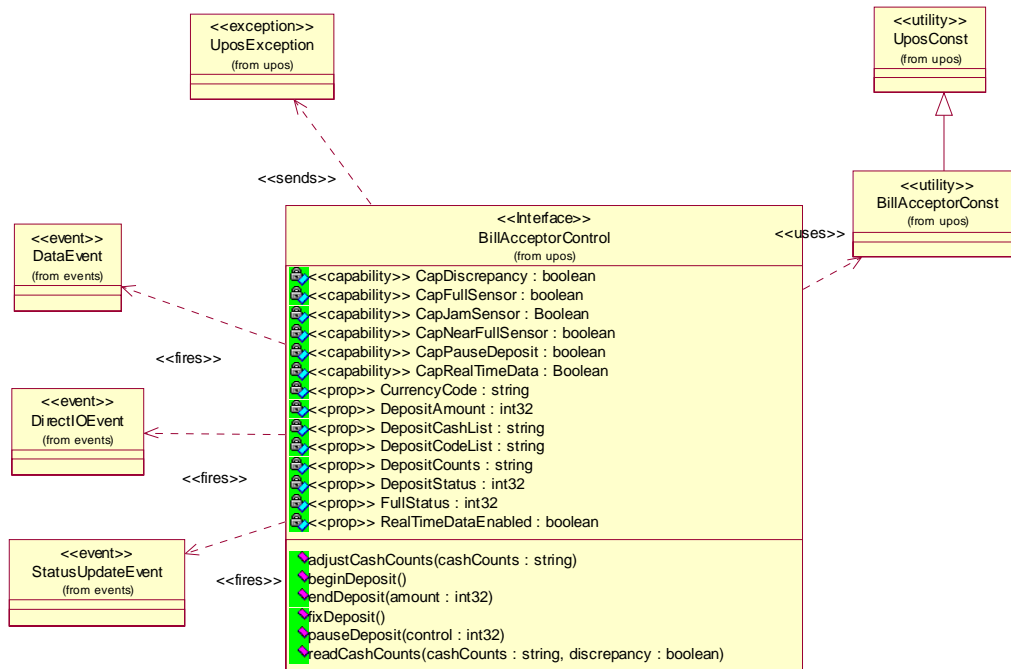 <<exception>>
UposException
(from upos)
<<utility>>
UposConst
(from upos)
<<sends>>
<<utility>>
BillAcceptorConst
(from upos)
<<uses>>
<<event>>
DataEvent
(from events)
<<fires>>
<<event>>
DirectIOEvent
(from events)
<<fires>>
<<event>>
StatusUpdateEvent
(from events)
<<fires>>
<<Interface>>
BillAcceptorControl
(from upos)
<<capability>> CapDiscrepancy : boolean
<<capability>> CapFullSensor : boolean
<<capability>> CapJamSensor : Boolean
<<capability>> CapNearFullSensor : boolean
<<capability>> CapPauseDeposit : boolean
<<capability>> CapRealTimeData : Boolean
<<prop>> CurrencyCode : string
<<prop>> DepositAmount : int32
<<prop>> DepositCashList : string
<<prop>> DepositCodeList : string
<<prop>> DepositCounts : string
<<prop>> DepositStatus : int32
<<prop>> FullStatus : int32
<<prop>> RealTimeDataEnabled : boolean
adjustCashCounts(cashCounts : string)
beginDeposit()
endDeposit(amount : int32)
fixDeposit()
pauseDeposit(control : int32)
readCashCounts(cashCounts : string, discrepancy : boolean)